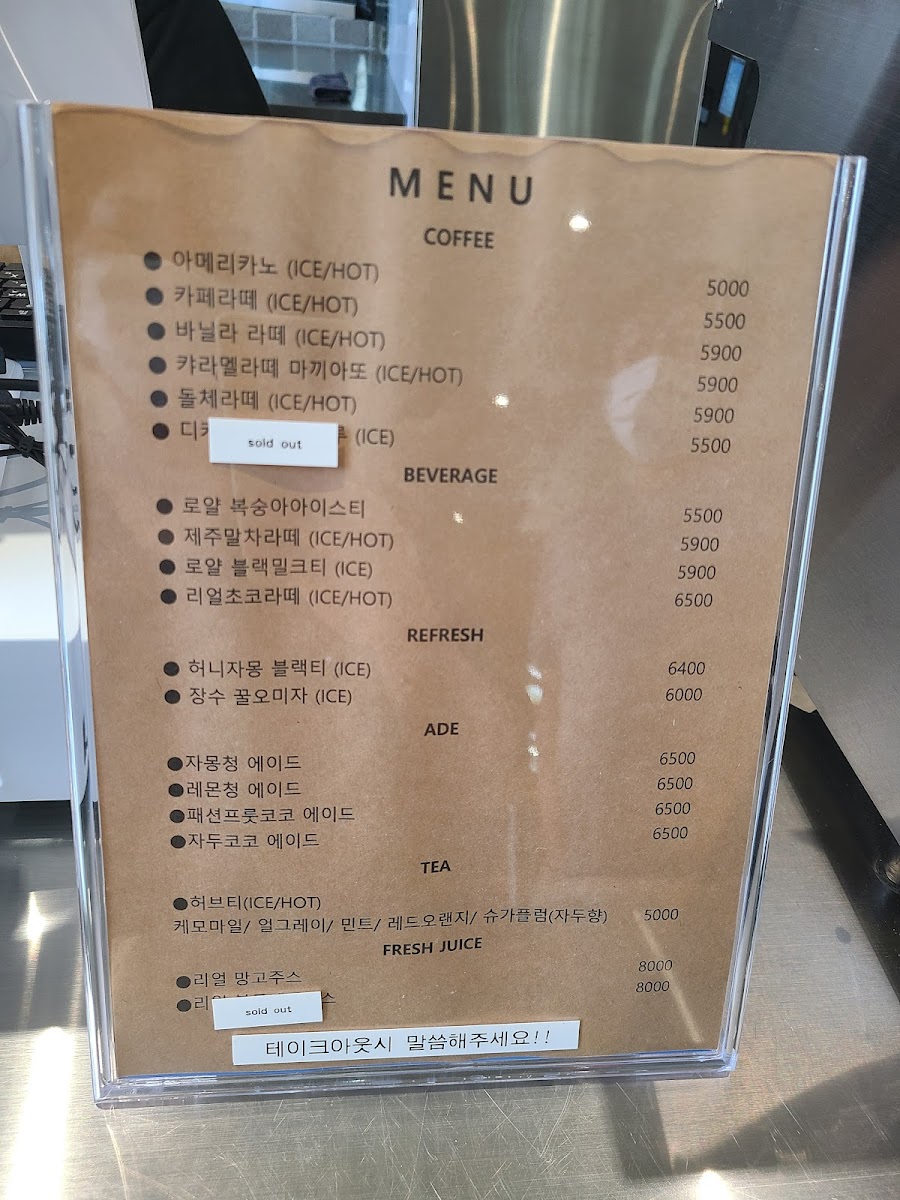 MENU
COFFEE
● 아메리카노 (ICE/HOT) 5000
● 카페라떼 (ICE/HOT) 5500
● 바닐라 라떼 (ICE/HOT) 5900
● 캬라멜라떼 마끼아또 (ICE/HOT) 5900
● 돌체라떼 (ICE/HOT) 5900
● sold out (ICE) 5500
BEVERAGE
● 로얄 복숭아아이스티 5500
● 제주말차라떼 (ICE/HOT) 5900
● 로얄 블랙밀크티 (ICE) 5900
● 리얼초코라떼 (ICE/HOT) 6500
REFRESH
● 허니자몽 블랙티 (ICE) 6400
● 장수 꿀오미자 (ICE) 6000
ADE
●자몽청 에이드 6500
●레몬청 에이드 6500
●패션프룻코코 에이드 6500
●자두코코 에이드 6500
TEA
●허브티(ICE/HOT)
케모마일/ 얼그레이/ 민트/ 레드오랜지/ 슈가플럼(자두향) 5000
FRESH JUICE
●리얼 망고주스 8000
●리얼 sold out 8000
테이크아웃시 말씀해주세요!!